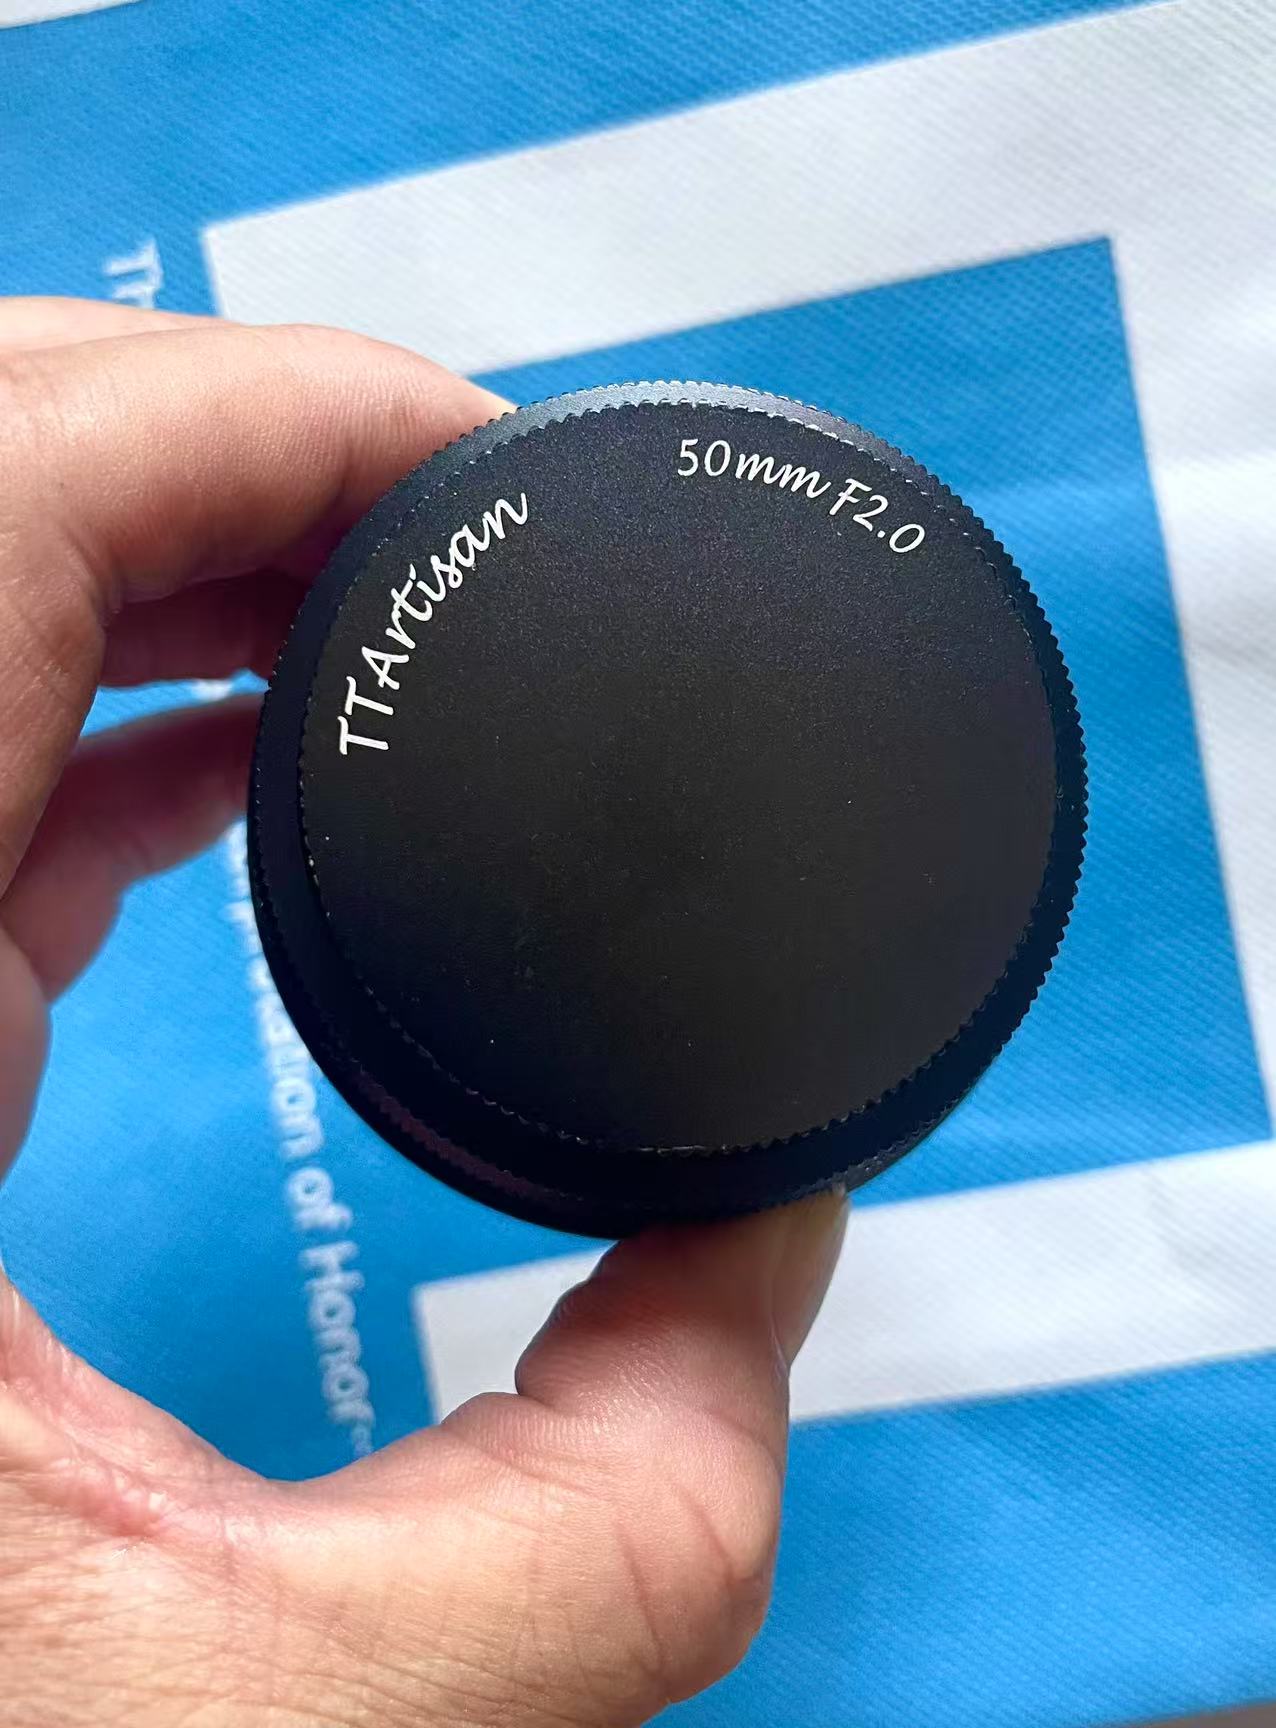 TTArtisan
50mm F2.0
of Honor